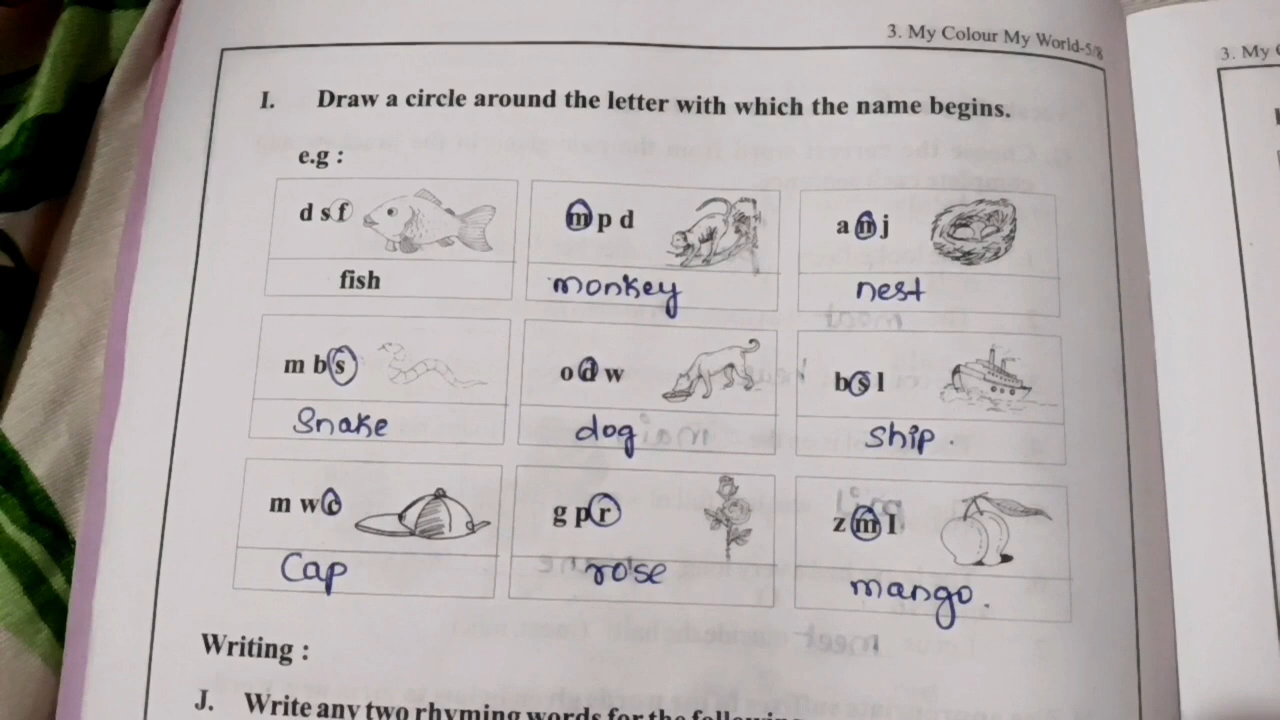 3. My Colour My World-5/8
3. My
I. Draw a circle around the letter with which the name begins.
e.g :
d s f
m p d
a n j
fish
monkey
nest
m b s
o d w
b s l
Snake
dog
ship.
m w c
g p r
z m l
Cap
rose
mango.
Writing :
J. Write any two rhyming words for the following